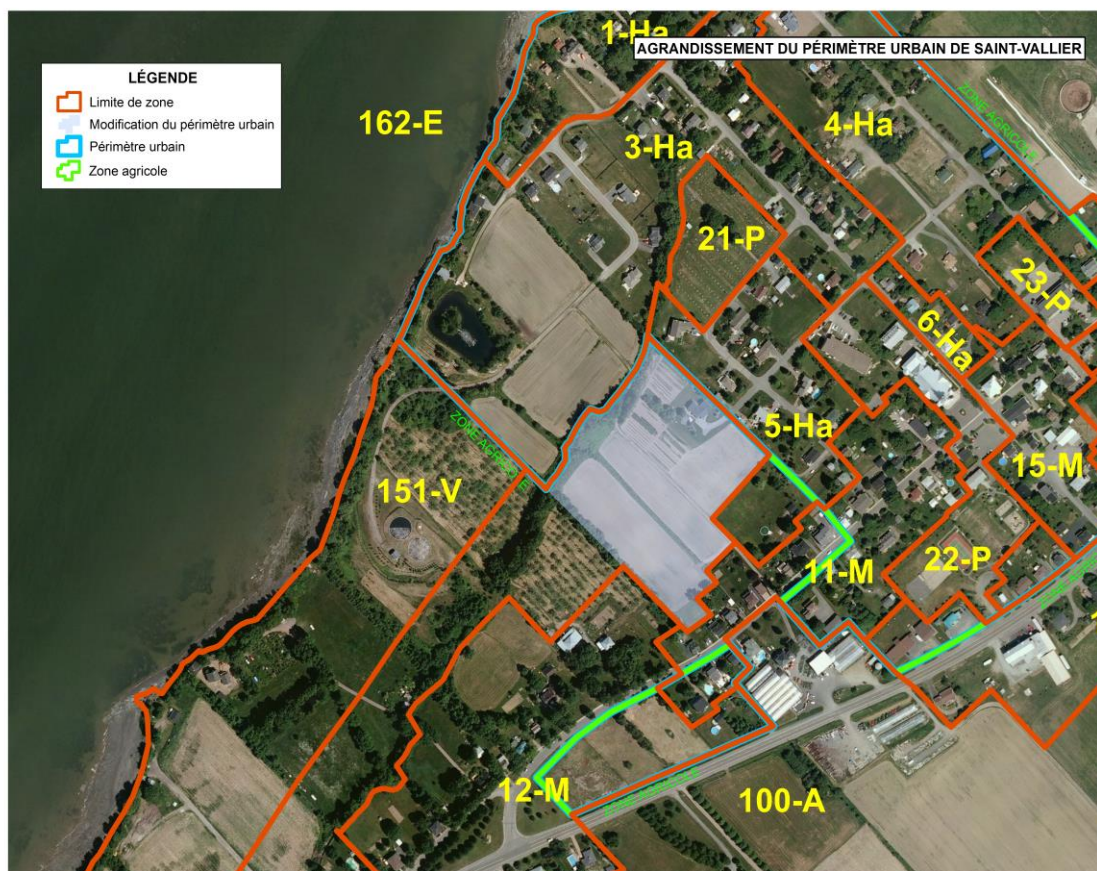 1-Ha
AGRANDISSEMENT DU PÉRIMÈTRE URBAIN DE SAINT-VALLIER
LÉGENDE
Limite de zone
Modification du périmètre urbain
Périmètre urbain
Zone agricole
162-E
3-Ha
4-Ha
ZONE AGRICOLE
21-P
23-P
6-Ha
5-Ha
ZONE AGRICOLE
151-V
15-M
22-P
11-M
12-M
ZONE AGRICOLE
100-A